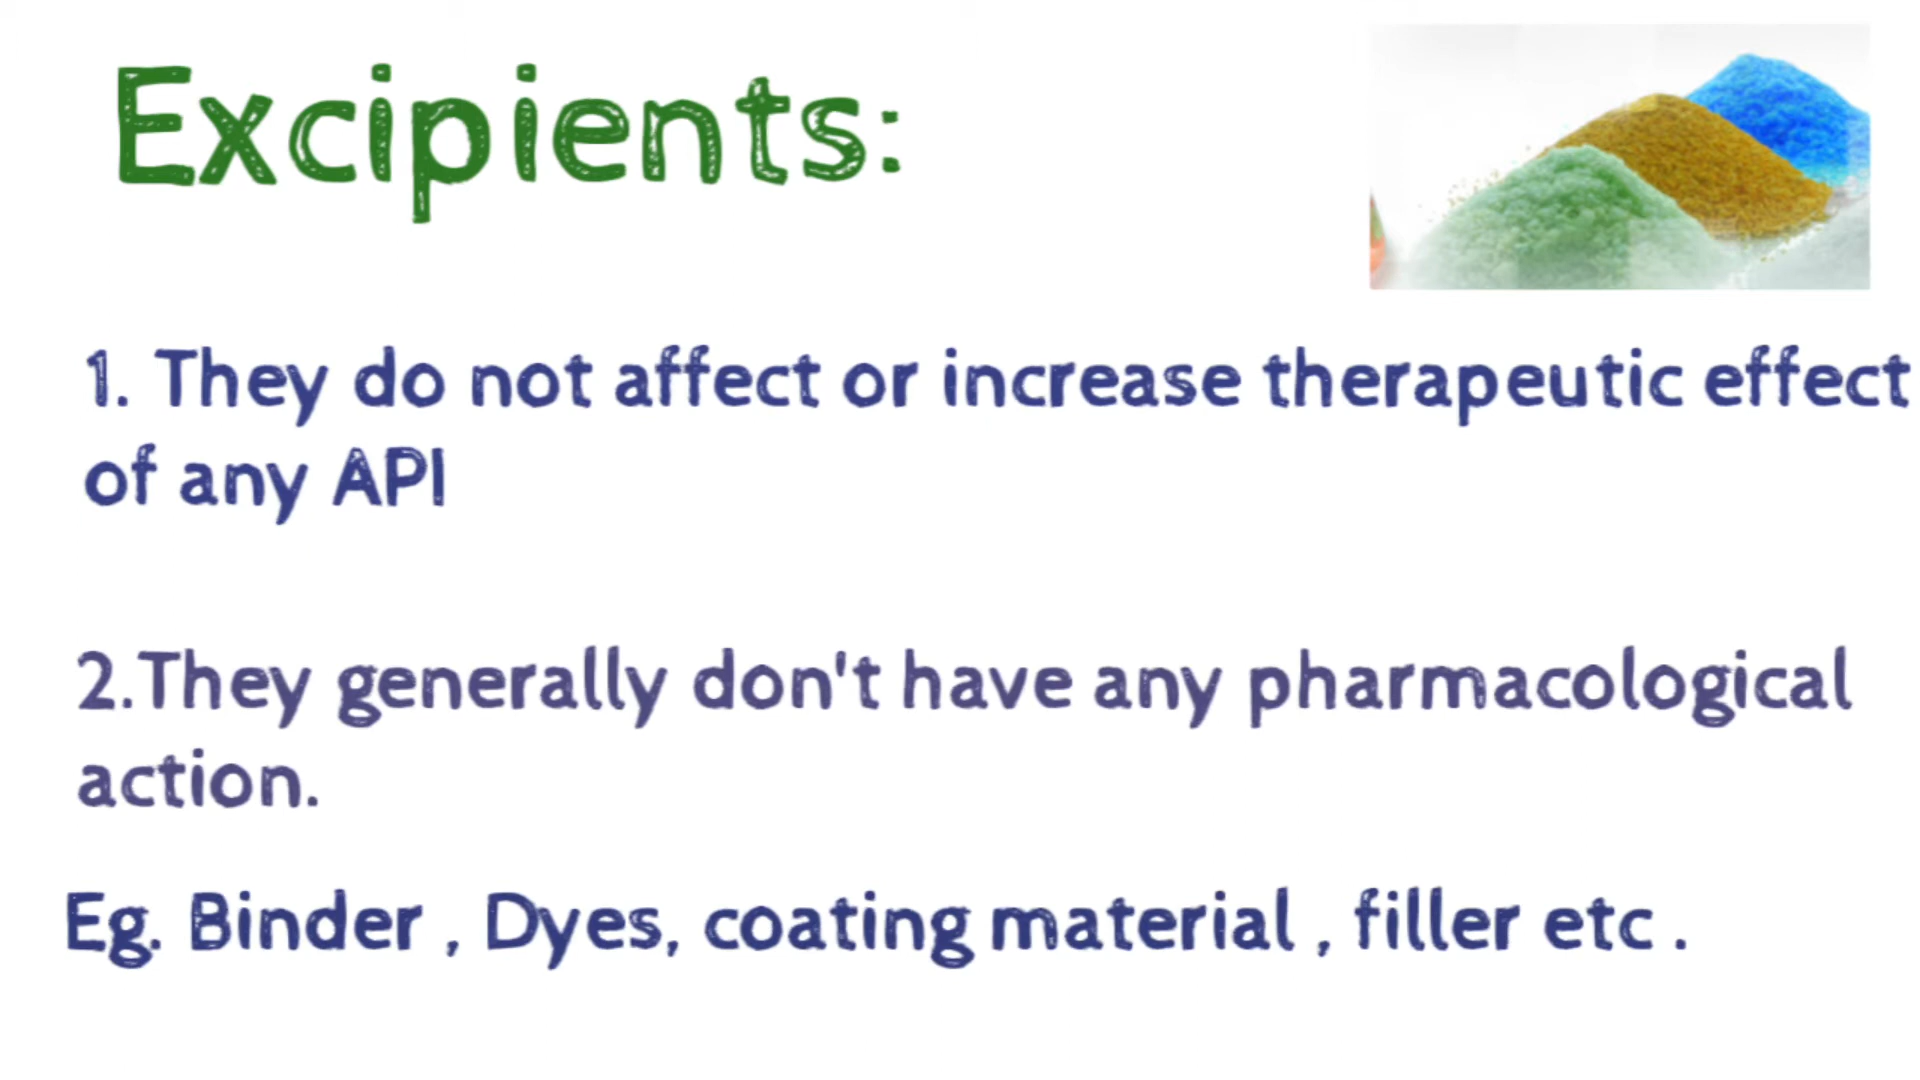 Excipients:
1. They do not affect or increase therapeutic effect
of any API
2.They generally don't have any pharmacological
action.
Eg. Binder , Dyes, coating material , filler etc .